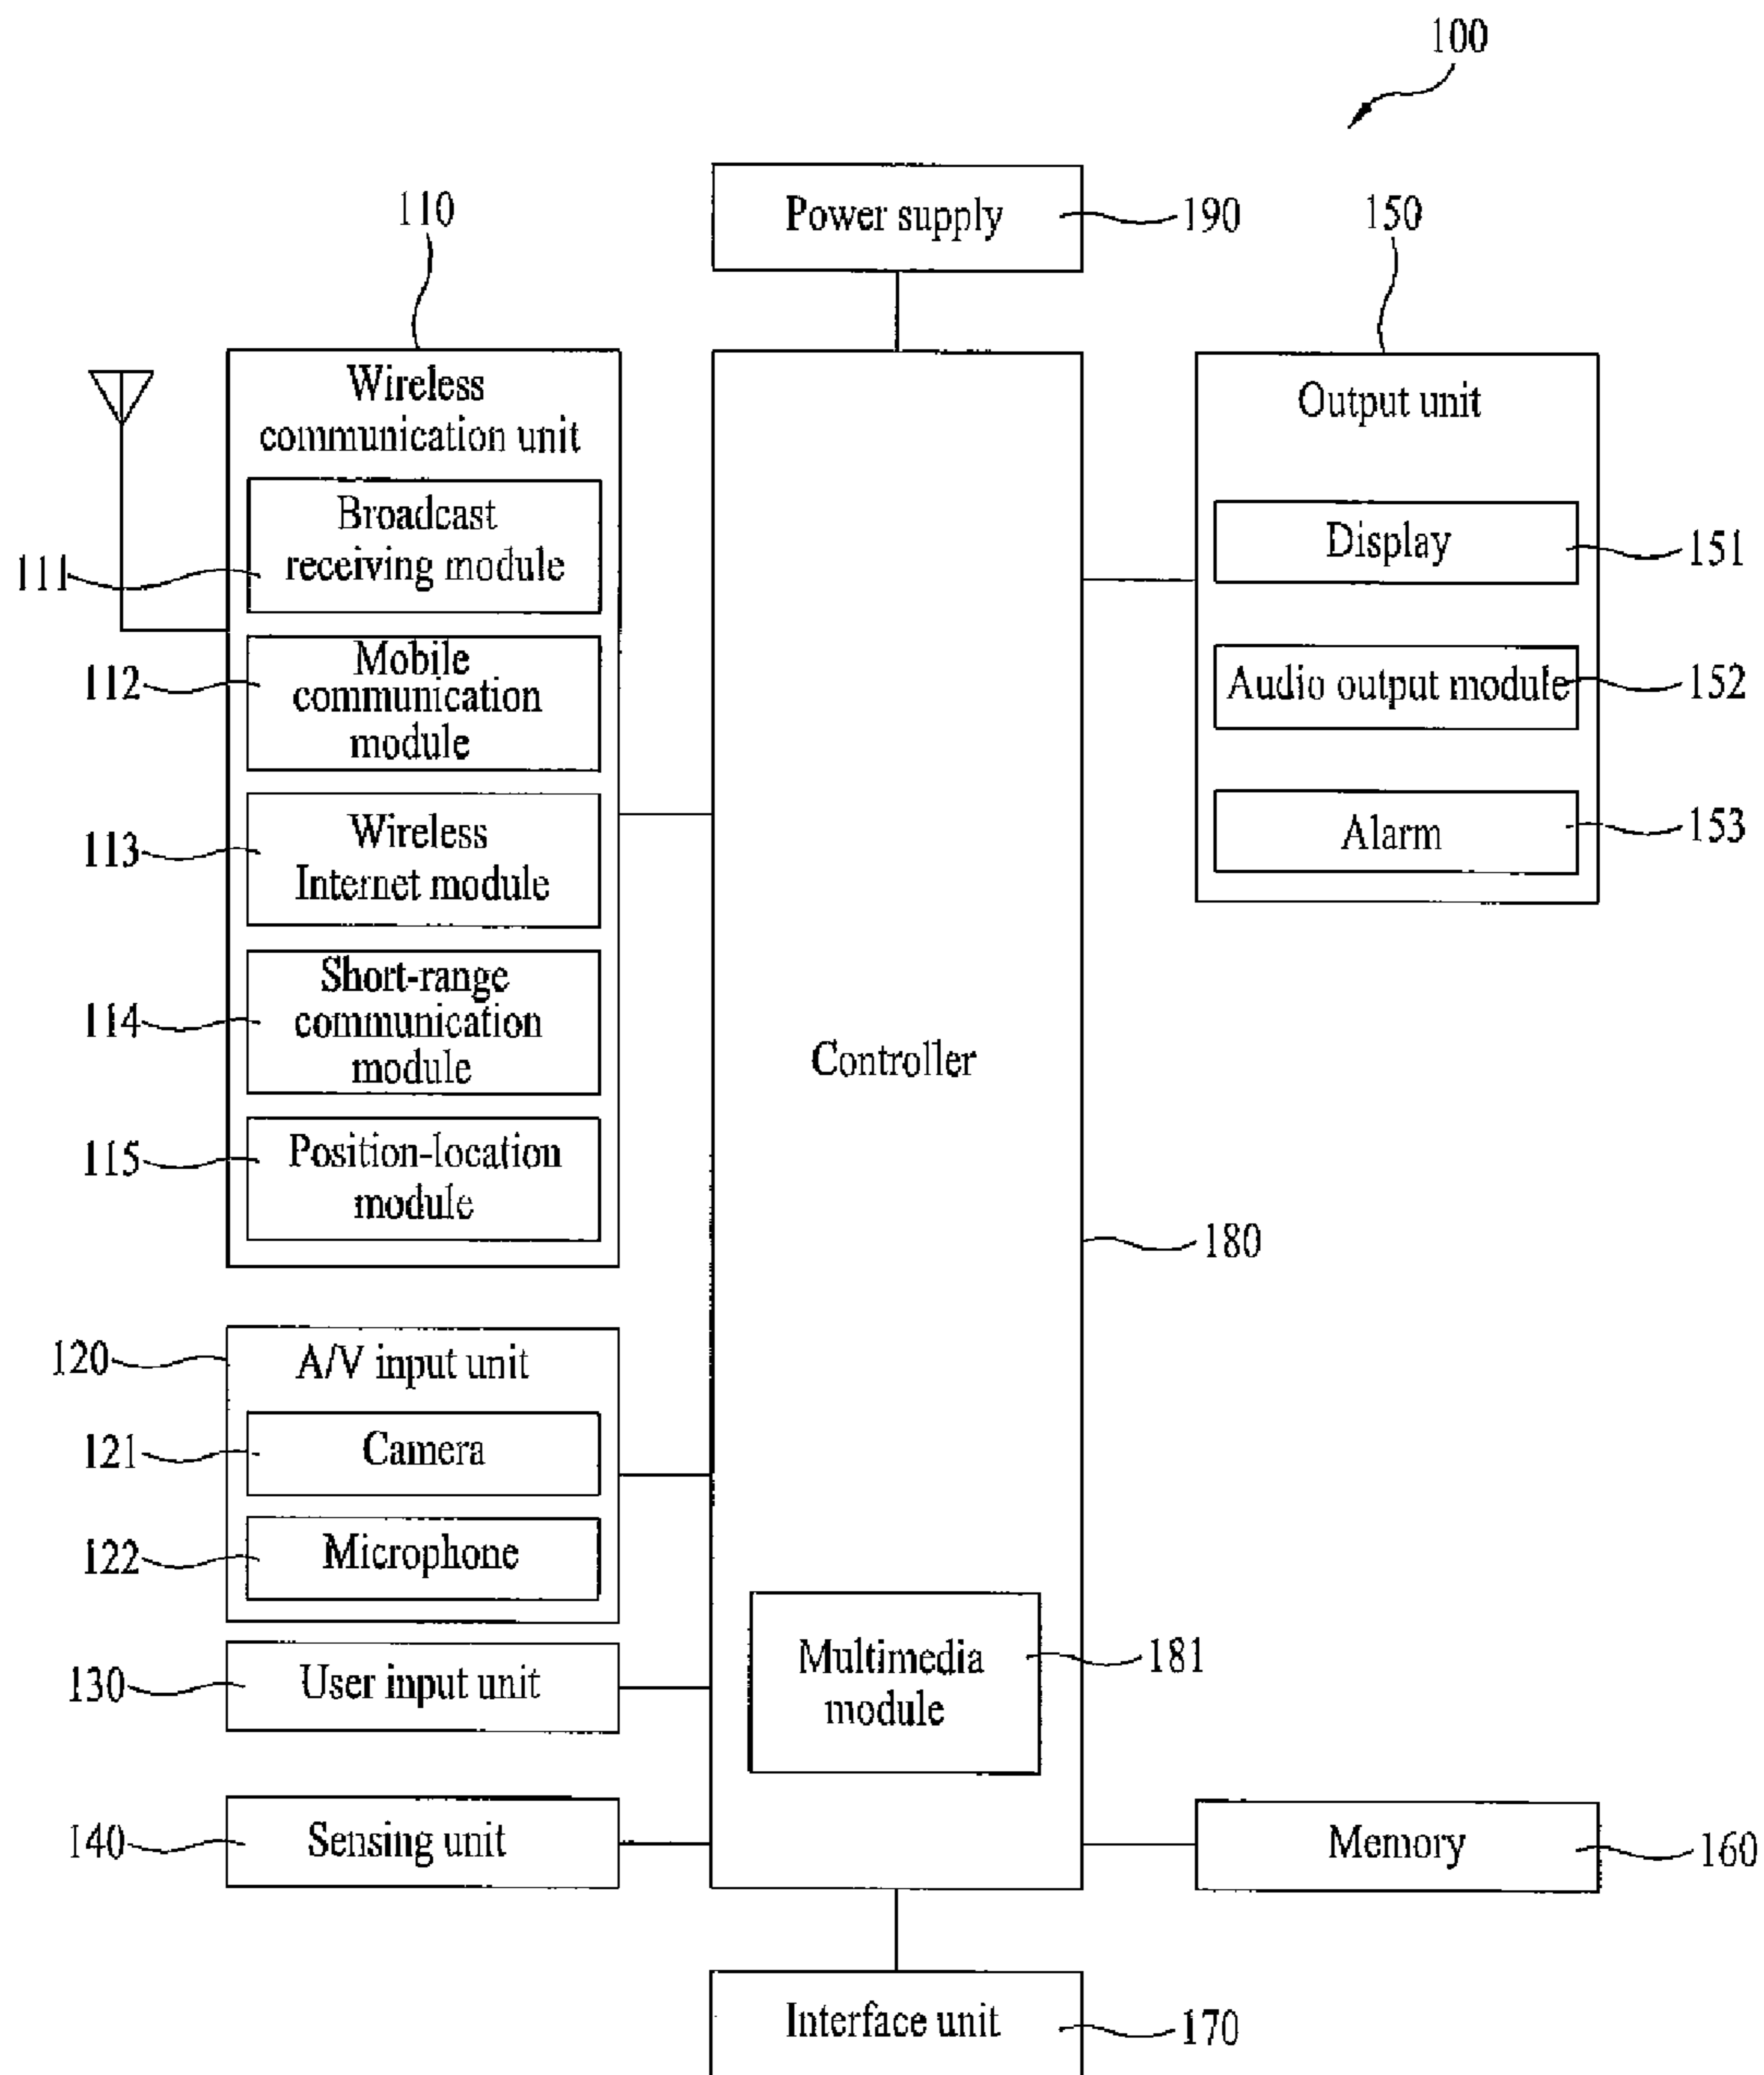 100
Power supply
190
110
150
Wireless
communication unit
Broadcast
receiving module
111
Mobile
communication
module
112
Wireless
Internet module
113
Short-range
communication
module
114
Position-location
module
115
Output unit
Display
151
Audio output module
152
Alarm
153
Controller
180
120
A/V input unit
121
Camera
122
Microphone
130
User input unit
Multimedia
module
181
140
Sensing unit
Memory
160
Interface unit
170